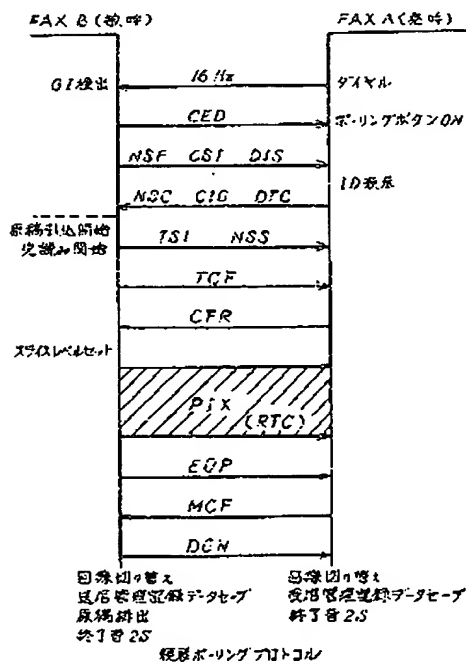 FAX B (被呼)
FAX A (発呼)
16 Hz
CI検出
ダイヤル
CED
ポーリングボタンON
NSF CSI DIS
ID表示
NSC CIG DTC
原稿引込開始
先読み開始
TSI NSS
TCF
CFR
スライスレベルセット
PIX
(RTC)
EOP
MCF
DCN
回線切り替え
送信管理記録データセーブ
原稿排出
終了音2S
回線切り替え
受信管理記録データセーブ
終了音2S
ポーリングプロトコル